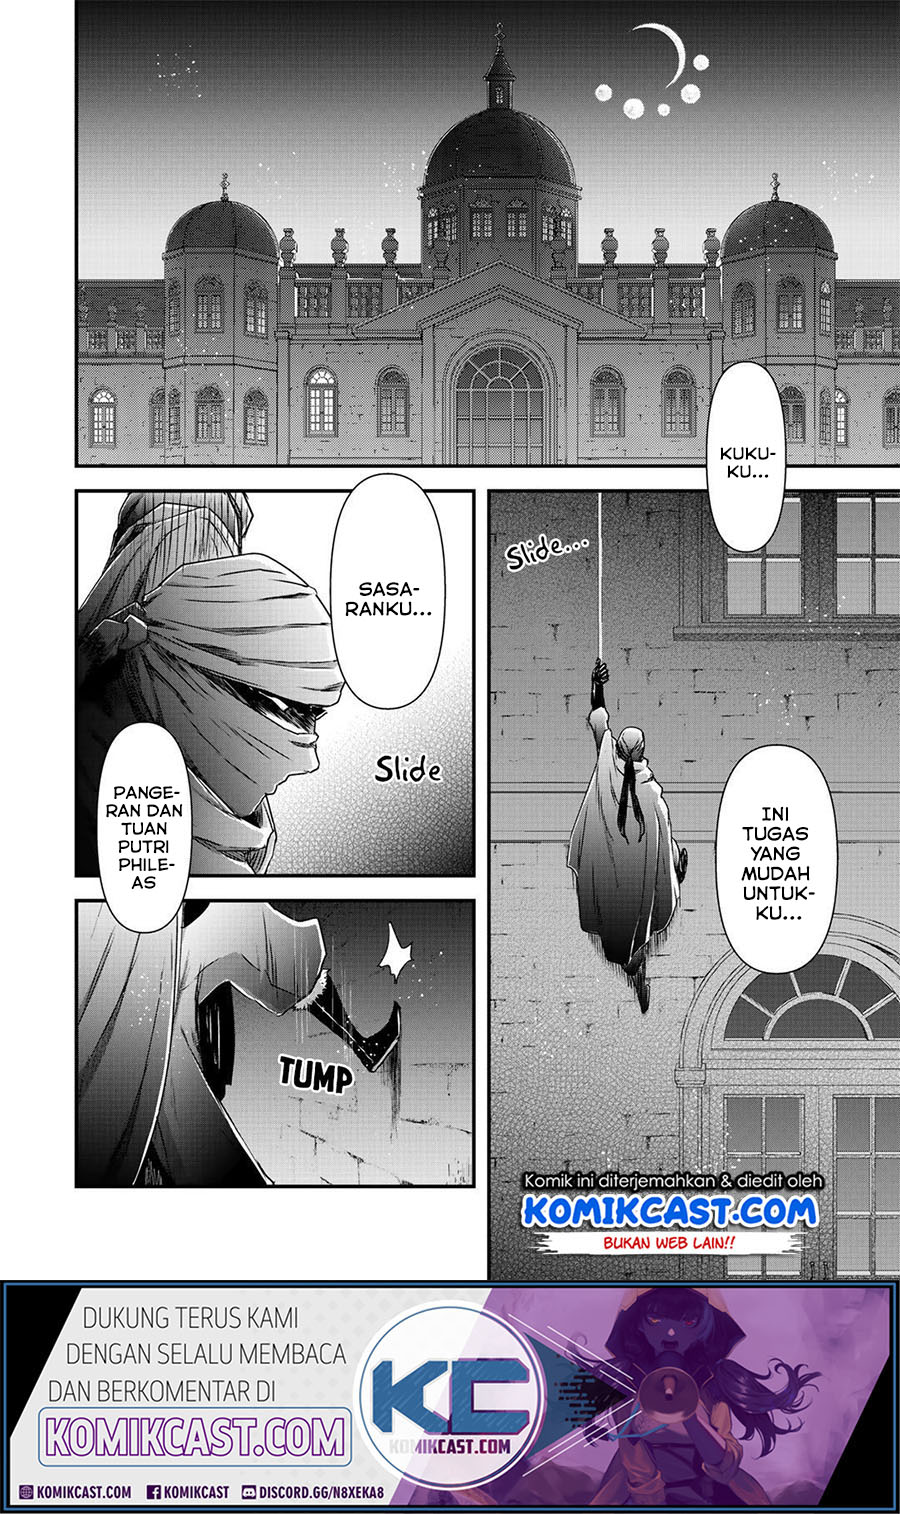 KUKU-
KU...
Slide...
INI
TUGAS
YANG
MUDAH
UNTUK-
KU...
SASA-
RANKU...
Slide
PANGE-
RAN DAN
TUAN
PUTRI
PHILE-
AS
TUMP
Komik ini diterjemahkan & diedit oleh
KOMIKCAST.COM
BUKAN WEB LAIN!!
DUKUNG TERUS KAMI
DENGAN SELALU MEMBACA
DAN BERKOMENTAR DI
KOMIKCAST.COM
KC
KOMIKCAST.COM
KOMIKCAST.COM KOMIKCAST DISCORD.GG/N8XEKA8